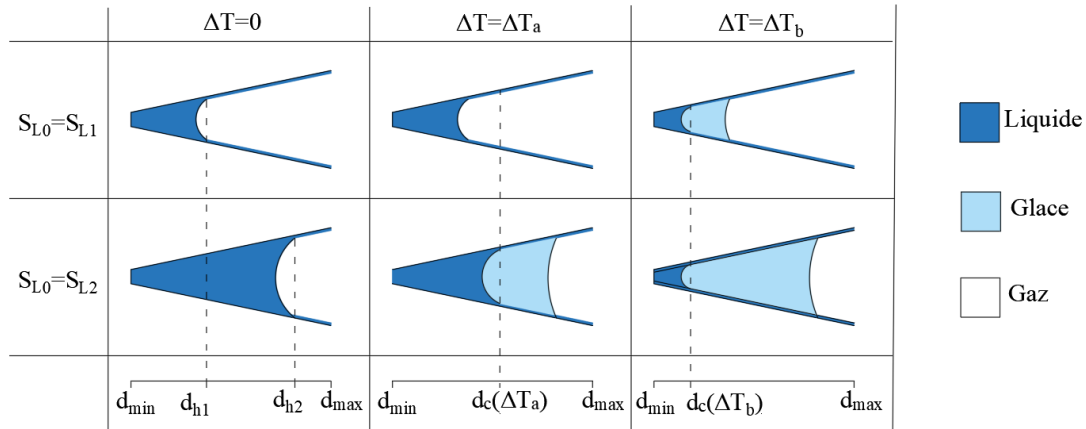 ΔT=0 ΔT=ΔTa ΔT=ΔTb
SL0=SL1
Liquide
Glace
SL0=SL2
Gaz
dmin dh1 dh2 dmax dmin dc(ΔTa) dmax dmin dc(ΔTb) dmax